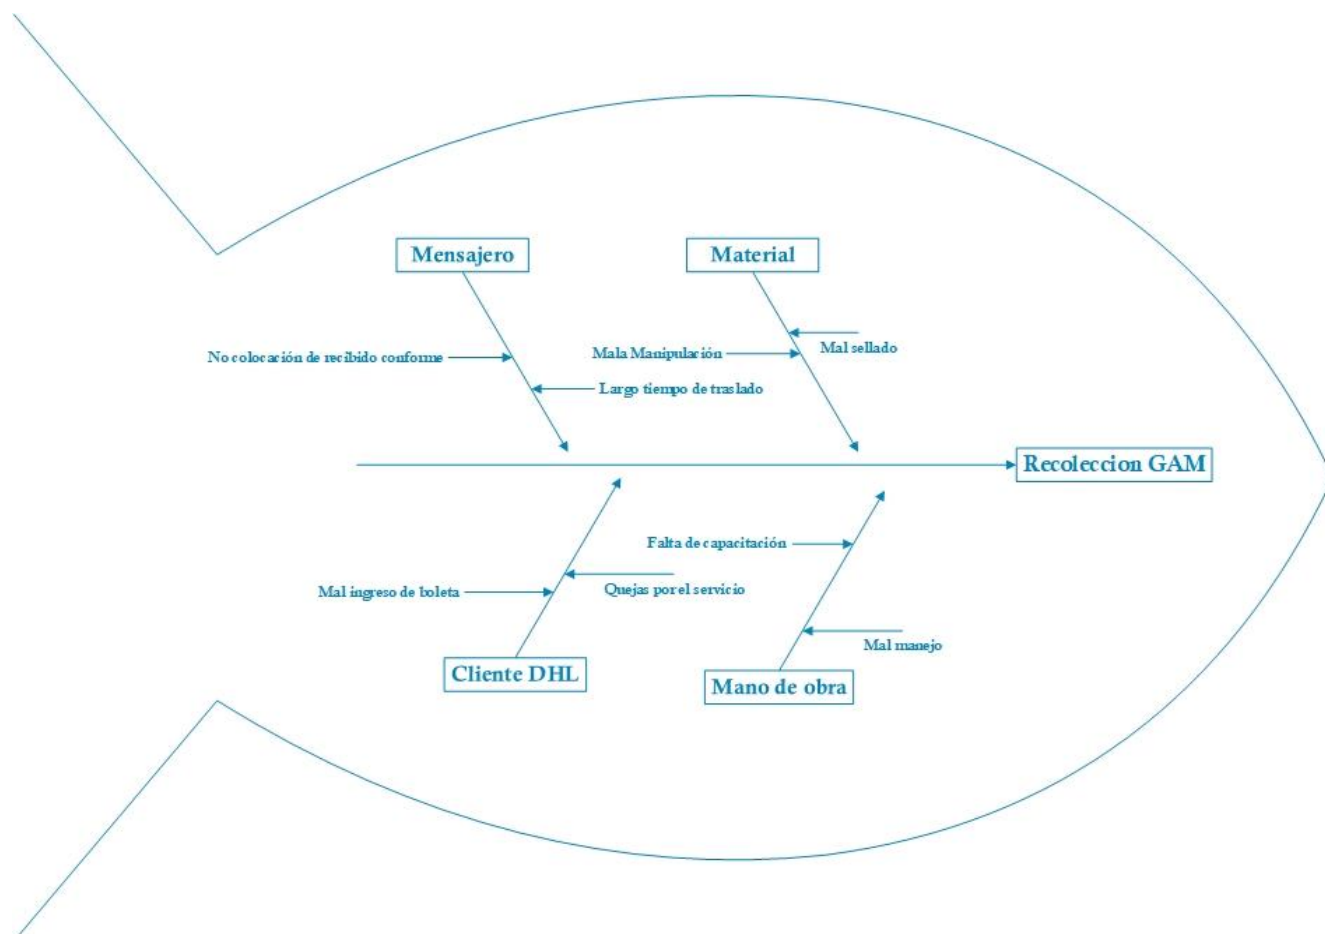 Mensajero
Material
Mal sellado
No colocación de recibido conforme
Mala Manipulación
Largo tiempo de traslado
Recoleccion GAM
Falta de capacitación
Mal ingreso de boleta
Quejas por el servicio
Mal manejo
Cliente DHL
Mano de obra